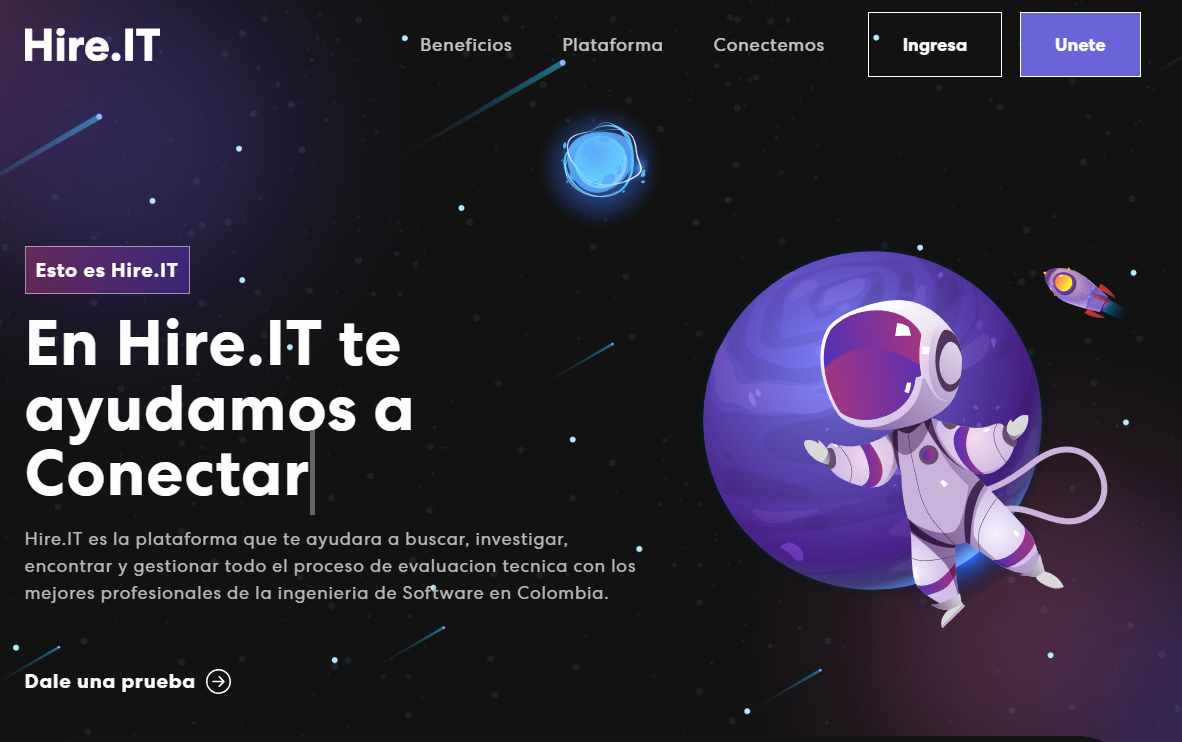 Hire.IT
Beneficios
Plataforma
Conectemos
Ingresa
Unete
Esto es Hire.IT
En Hire.IT te
ayudamos a
Conectar
Hire.IT es la plataforma que te ayudara a buscar, investigar,
encontrar y gestionar todo el proceso de evaluacion tecnica con los
mejores profesionales de la ingenieria de Software en Colombia.
Dale una prueba